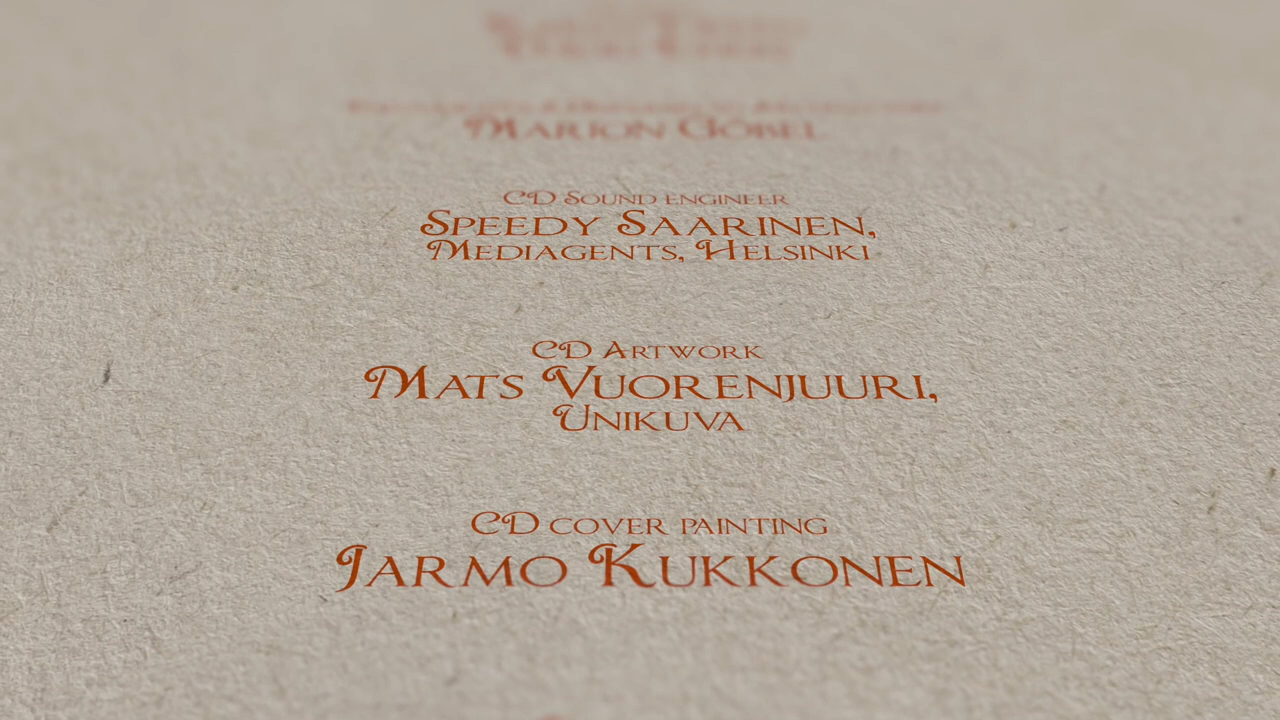 Marion Göbel
CD Sound engineer
Speedy Saarinen,
Mediagents, Helsinki
CD Artwork
Mats Vuorenjuuri,
Unikuva
CD cover painting
Jarmo Kukkonen